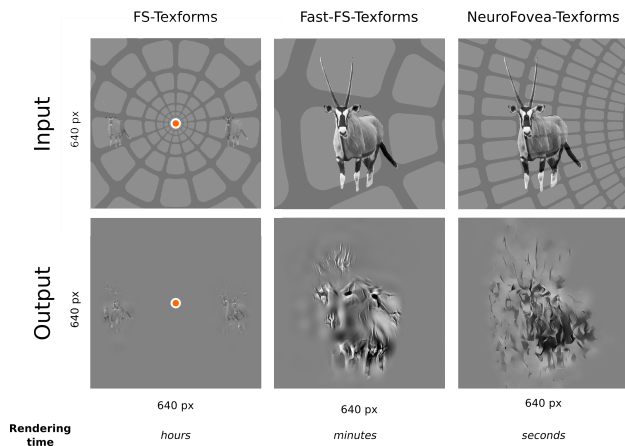 FS-Texforms
Fast-FS-Texforms
NeuroFovea-Texforms
Input
640 px
Output
640 px
640 px
640 px
640 px
Rendering
time
hours
minutes
seconds